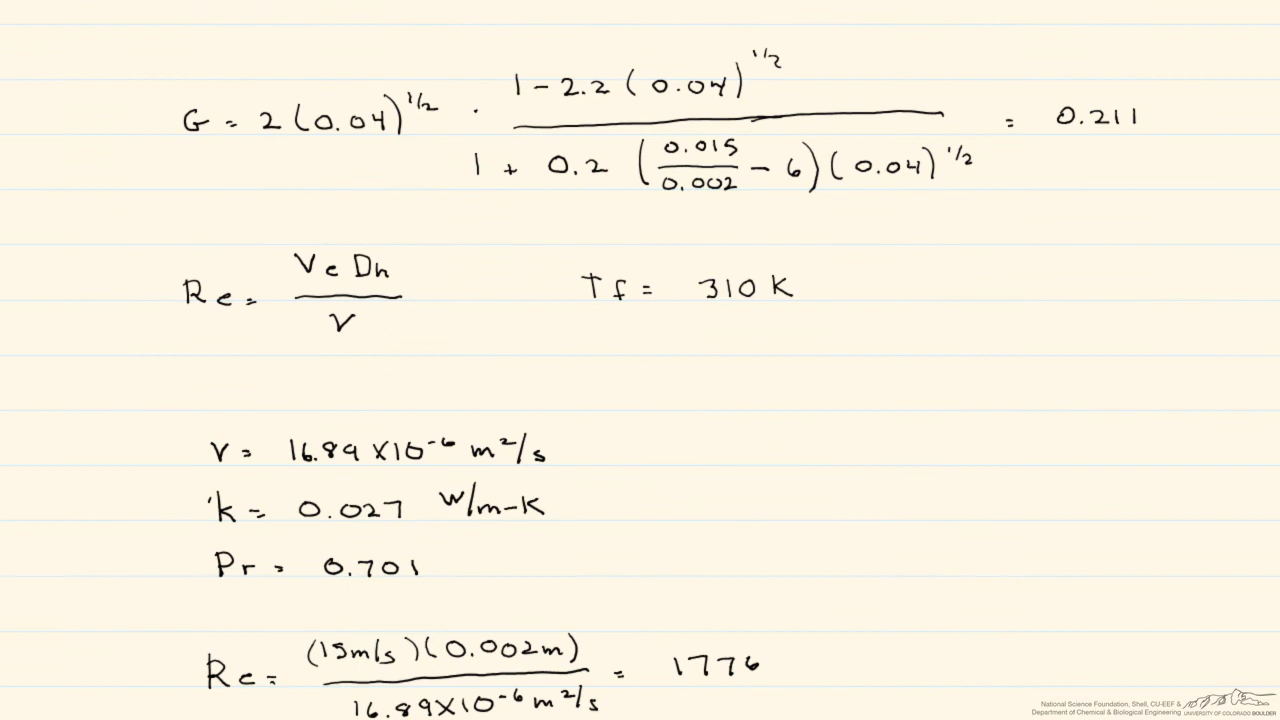 G = 2 (0.04)^1/2 · (1 - 2.2 (0.04)^1/2) / (1 + 0.2 (0.015/0.002 - 6)(0.04)^1/2) = 0.211
Re = Ve Dh / ν    Tf = 310 K
ν = 16.89 X10^-6 m^2/s
k = 0.027 W/m-K
Pr = 0.701
Re = (15m/s)(0.002m) / 16.89X10^-6 m^2/s = 1776
National Science Foundation, Shell, CU-EEF &
Department of Chemical & Biological Engineering UNIVERSITY OF COLORADO BOULDER